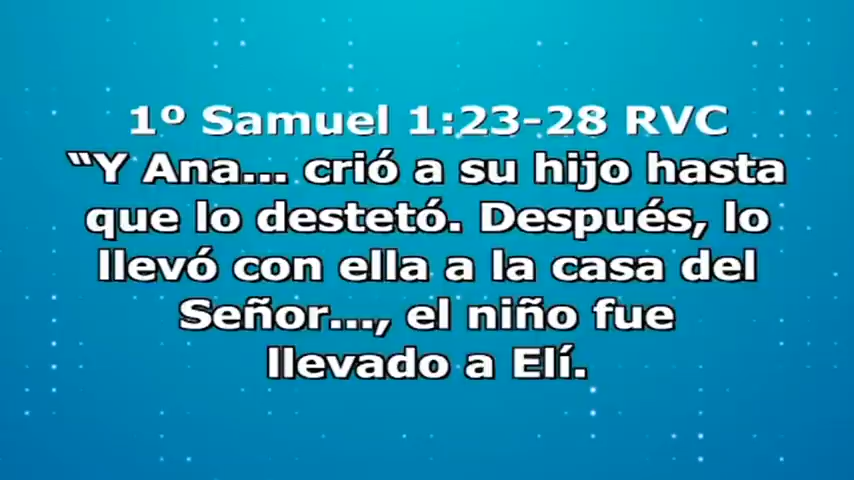 1º Samuel 1:23-28 RVC
“Y Ana... crió a su hijo hasta
que lo destetó. Después, lo
llevó con ella a la casa del
Señor..., el niño fue
llevado a Elí.